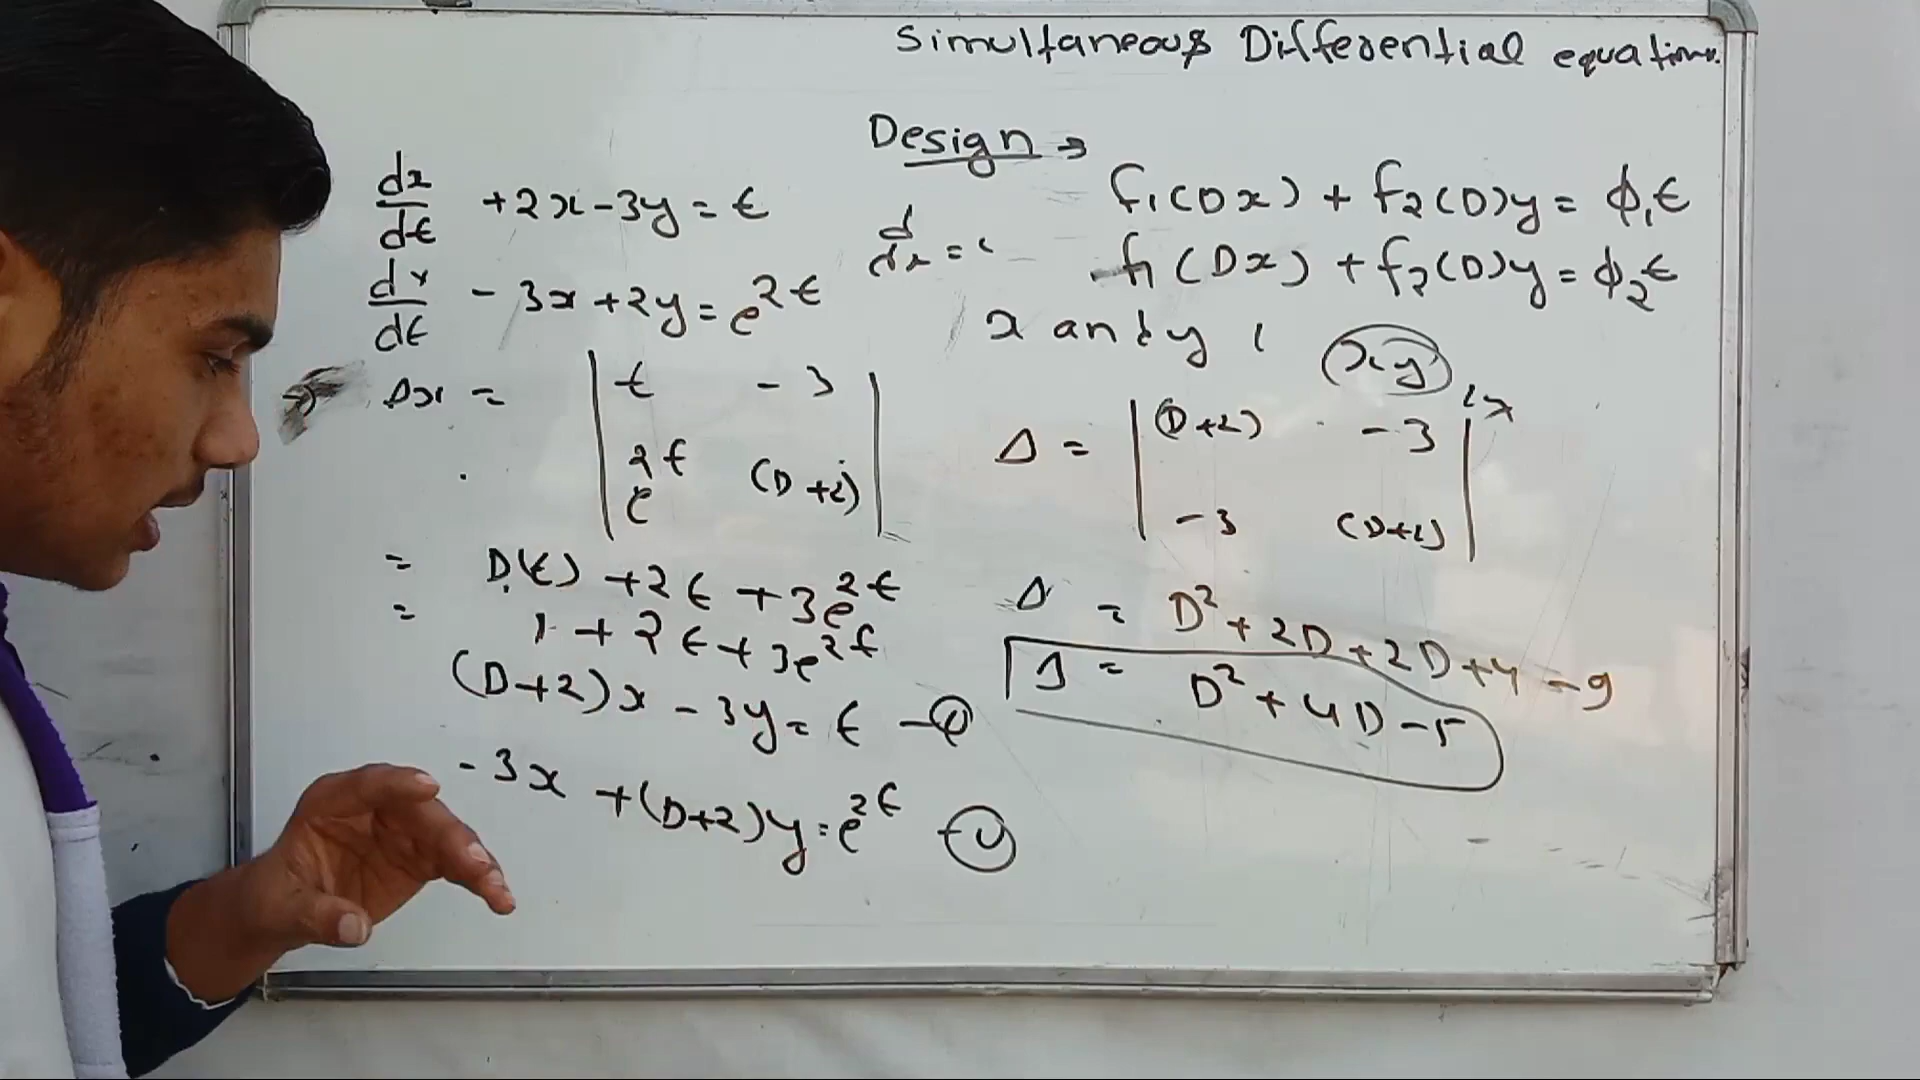 Simultaneous Differential equations.
Design →
dx/dt +2x-3y = t
d/dx = ‘
f₁(Dx) + f₂(D)y = ϕ₁t
dy/dt - 3x+2y = e^2t
f₁(Dx) + f₂(D)y = ϕ₂t
x and y (xy)
Δx = | t -3 |
| e^2t (D+2) |
Δ = | (D+2) -3 |
| -3 (D+2) |
= D(t) + 2t + 3e^2t
= 1 + 2t + 3e^2t
Δ = D² + 2D + 2D + 4 - 9
Δ = D² + 4D - 5
(D+2)x - 3y = t -①
-3x + (D+2)y = e^2t